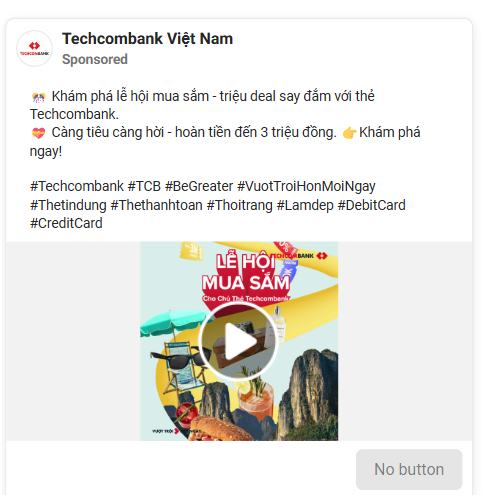 Techcombank Việt Nam
Sponsored
TECHCOMBANK
🎊 Khám phá lễ hội mua sắm - triệu deal say đắm với thẻ
Techcombank.
💝 Càng tiêu càng hời - hoàn tiền đến 3 triệu đồng. 👉Khám phá
ngay!
#Techcombank #TCB #BeGreater #VuotTroiHonMoiNgay
#Thetindung #Thethanhtoan #Thoitrang #Lamdep #DebitCard
#CreditCard
TECHCOMBANK
LỄ HỘI
MUA SẮM
Cho Chủ Thẻ Techcombank
VƯỢT TRỘI
No button